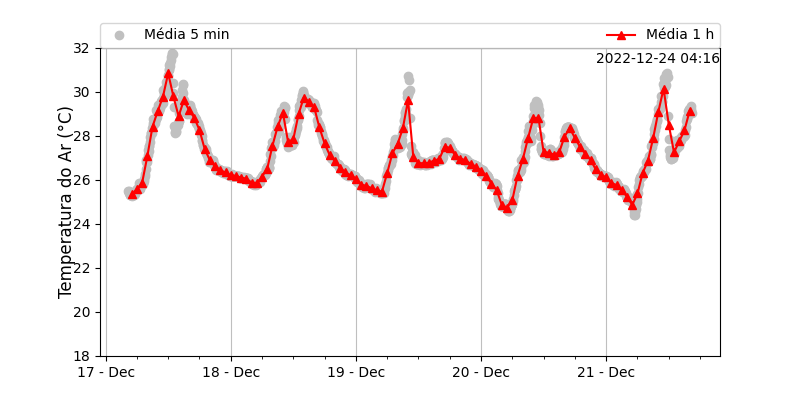 Média 5 min
Média 1 h
2022-12-24 04:16
Temperatura do Ar (°C)
32
30
28
26
24
22
20
18
17 - Dec
18 - Dec
19 - Dec
20 - Dec
21 - Dec